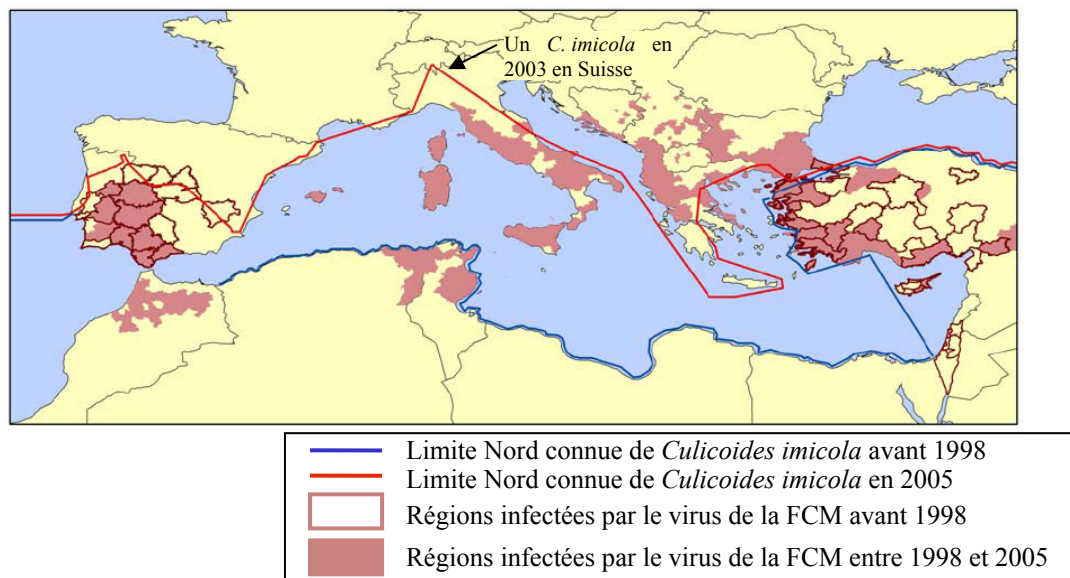 Un C. imicola en
2003 en Suisse
Limite Nord connue de Culicoides imicola avant 1998
Limite Nord connue de Culicoides imicola en 2005
Régions infectées par le virus de la FCM avant 1998
Régions infectées par le virus de la FCM entre 1998 et 2005